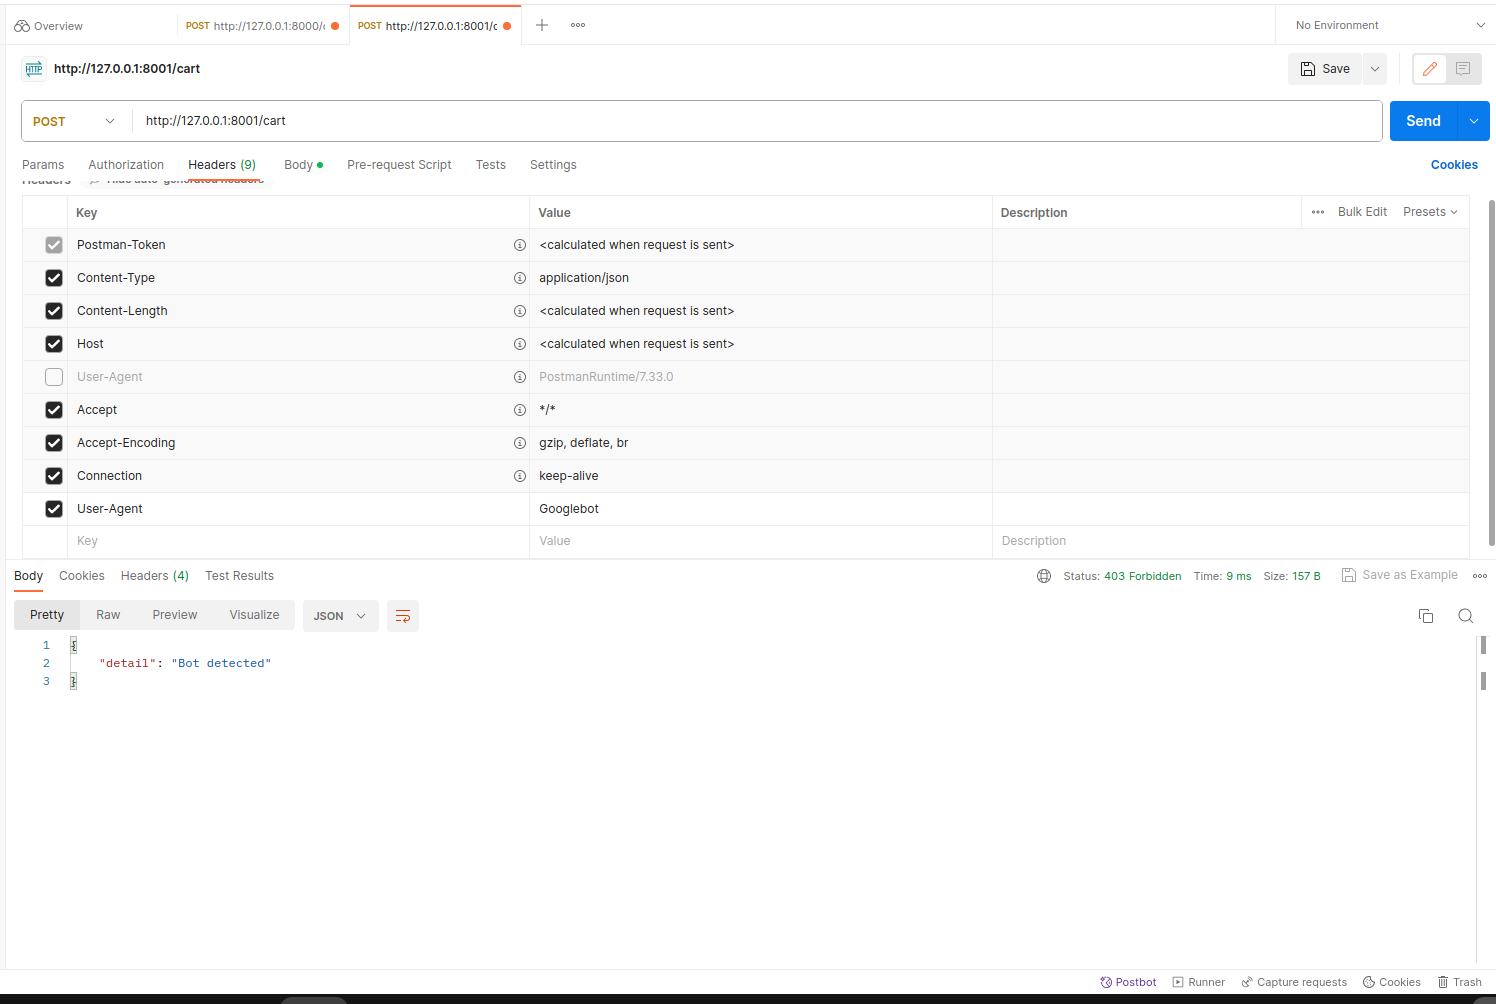 Overview
POST http://127.0.0.1:8000/c
POST http://127.0.0.1:8001/c
No Environment
HTTP http://127.0.0.1:8001/cart
Save
POST http://127.0.0.1:8001/cart
Send
Params Authorization Headers (9) Body Pre-request Script Tests Settings
Cookies
Headers Hide auto-generated headers
Key Value Description Bulk Edit Presets
Postman-Token <calculated when request is sent>
Content-Type application/json
Content-Length <calculated when request is sent>
Host <calculated when request is sent>
User-Agent PostmanRuntime/7.33.0
Accept */*
Accept-Encoding gzip, deflate, br
Connection keep-alive
User-Agent Googlebot
Key Value Description
Body Cookies Headers (4) Test Results
Status: 403 Forbidden Time: 9 ms Size: 157 B Save as Example
Pretty Raw Preview Visualize JSON
1 {
2 "detail": "Bot detected"
3 }
Postbot Runner Capture requests Cookies Trash